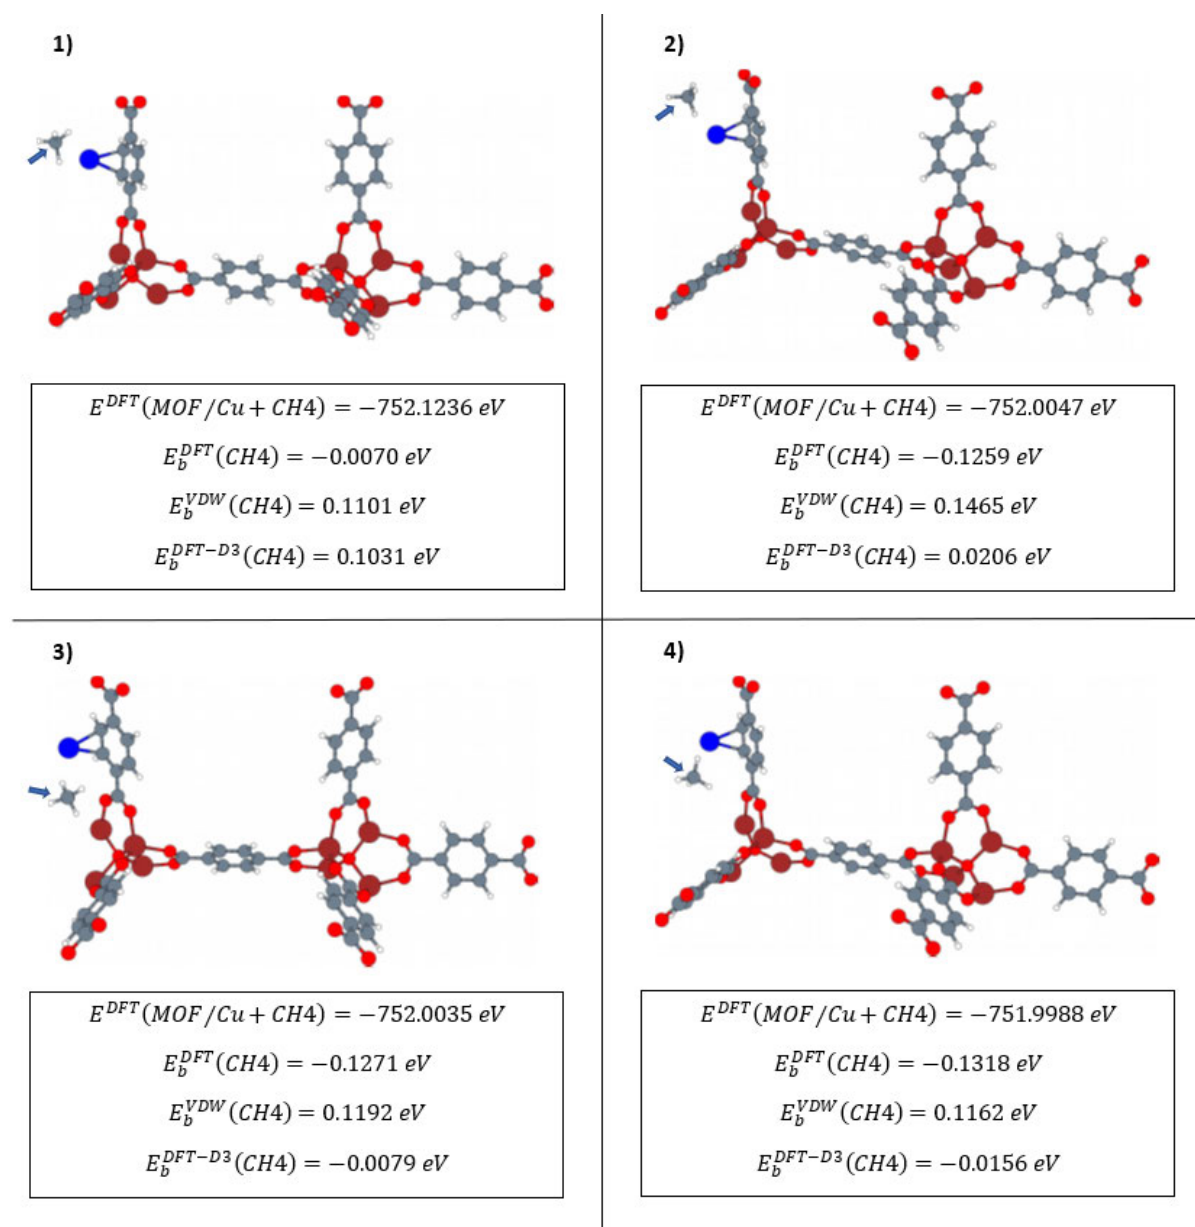 1)
E^{DFT}(MOF/Cu + CH4) = −752.1236 eV
E_b^{DFT}(CH4) = −0.0070 eV
E_b^{VDW}(CH4) = 0.1101 eV
E_b^{DFT−D3}(CH4) = 0.1031 eV
2)
E^{DFT}(MOF/Cu + CH4) = −752.0047 eV
E_b^{DFT}(CH4) = −0.1259 eV
E_b^{VDW}(CH4) = 0.1465 eV
E_b^{DFT−D3}(CH4) = 0.0206 eV
3)
E^{DFT}(MOF/Cu + CH4) = −752.0035 eV
E_b^{DFT}(CH4) = −0.1271 eV
E_b^{VDW}(CH4) = 0.1192 eV
E_b^{DFT−D3}(CH4) = −0.0079 eV
4)
E^{DFT}(MOF/Cu + CH4) = −751.9988 eV
E_b^{DFT}(CH4) = −0.1318 eV
E_b^{VDW}(CH4) = 0.1162 eV
E_b^{DFT−D3}(CH4) = −0.0156 eV